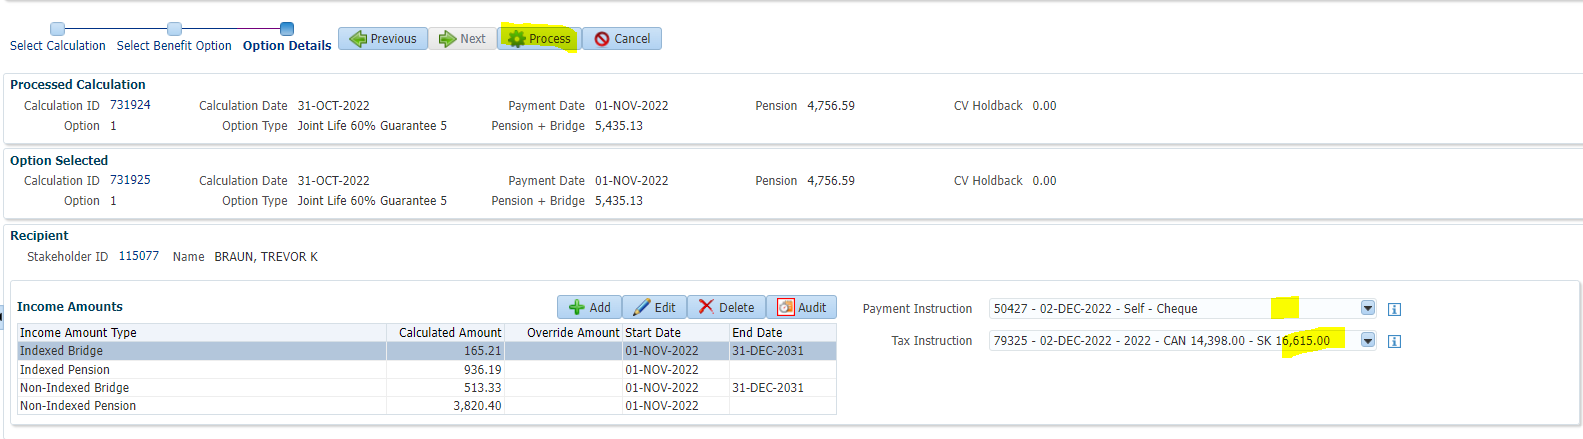 Select Calculation Select Benefit Option Option Details Previous Next Process Cancel
Processed Calculation
Calculation ID 731924 Calculation Date 31-OCT-2022 Payment Date 01-NOV-2022 Pension 4,756.59 CV Holdback 0.00
Option 1 Option Type Joint Life 60% Guarantee 5 Pension + Bridge 5,435.13
Option Selected
Calculation ID 731925 Calculation Date 31-OCT-2022 Payment Date 01-NOV-2022 Pension 4,756.59 CV Holdback 0.00
Option 1 Option Type Joint Life 60% Guarantee 5 Pension + Bridge 5,435.13
Recipient
Stakeholder ID 115077 Name BRAUN, TREVOR K
Income Amounts Add Edit Delete Audit Payment Instruction 50427 - 02-DEC-2022 - Self - Cheque
Income Amount Type Calculated Amount Override Amount Start Date End Date Tax Instruction 79325 - 02-DEC-2022 - 2022 - CAN 14,398.00 - SK 16,615.00
Indexed Bridge 165.21 01-NOV-2022 31-DEC-2031
Indexed Pension 936.19 01-NOV-2022
Non-Indexed Bridge 513.33 01-NOV-2022 31-DEC-2031
Non-Indexed Pension 3,820.40 01-NOV-2022